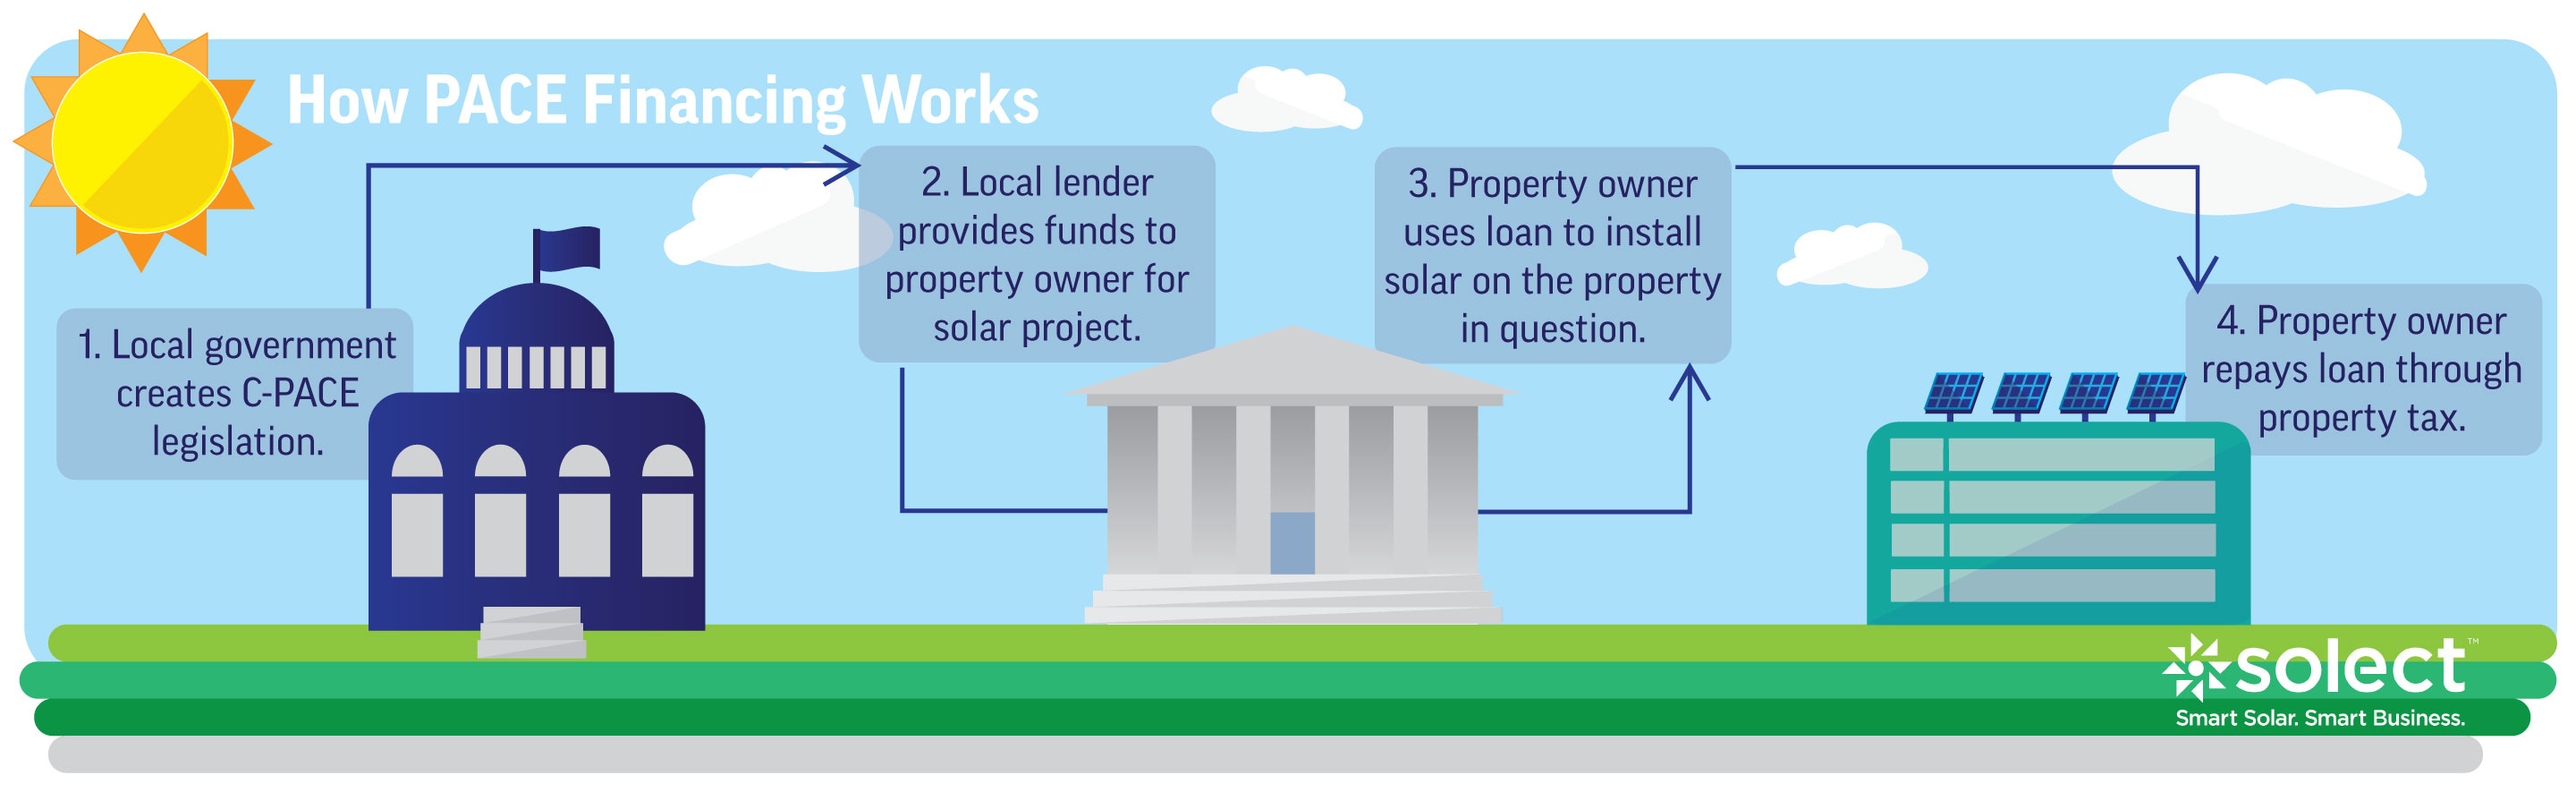 How PACE Financing Works
1. Local government
creates C-PACE
legislation.
2. Local lender
provides funds to
property owner for
solar project.
3. Property owner
uses loan to install
solar on the property
in question.
4. Property owner
repays loan through
property tax.
solect™
Smart Solar. Smart Business.